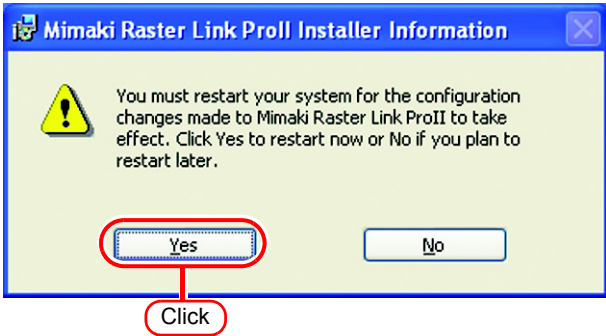 Mimaki Raster Link ProII Installer Information
You must restart your system for the configuration
changes made to Mimaki Raster Link ProII to take
effect. Click Yes to restart now or No if you plan to
restart later.
Yes
No
Click